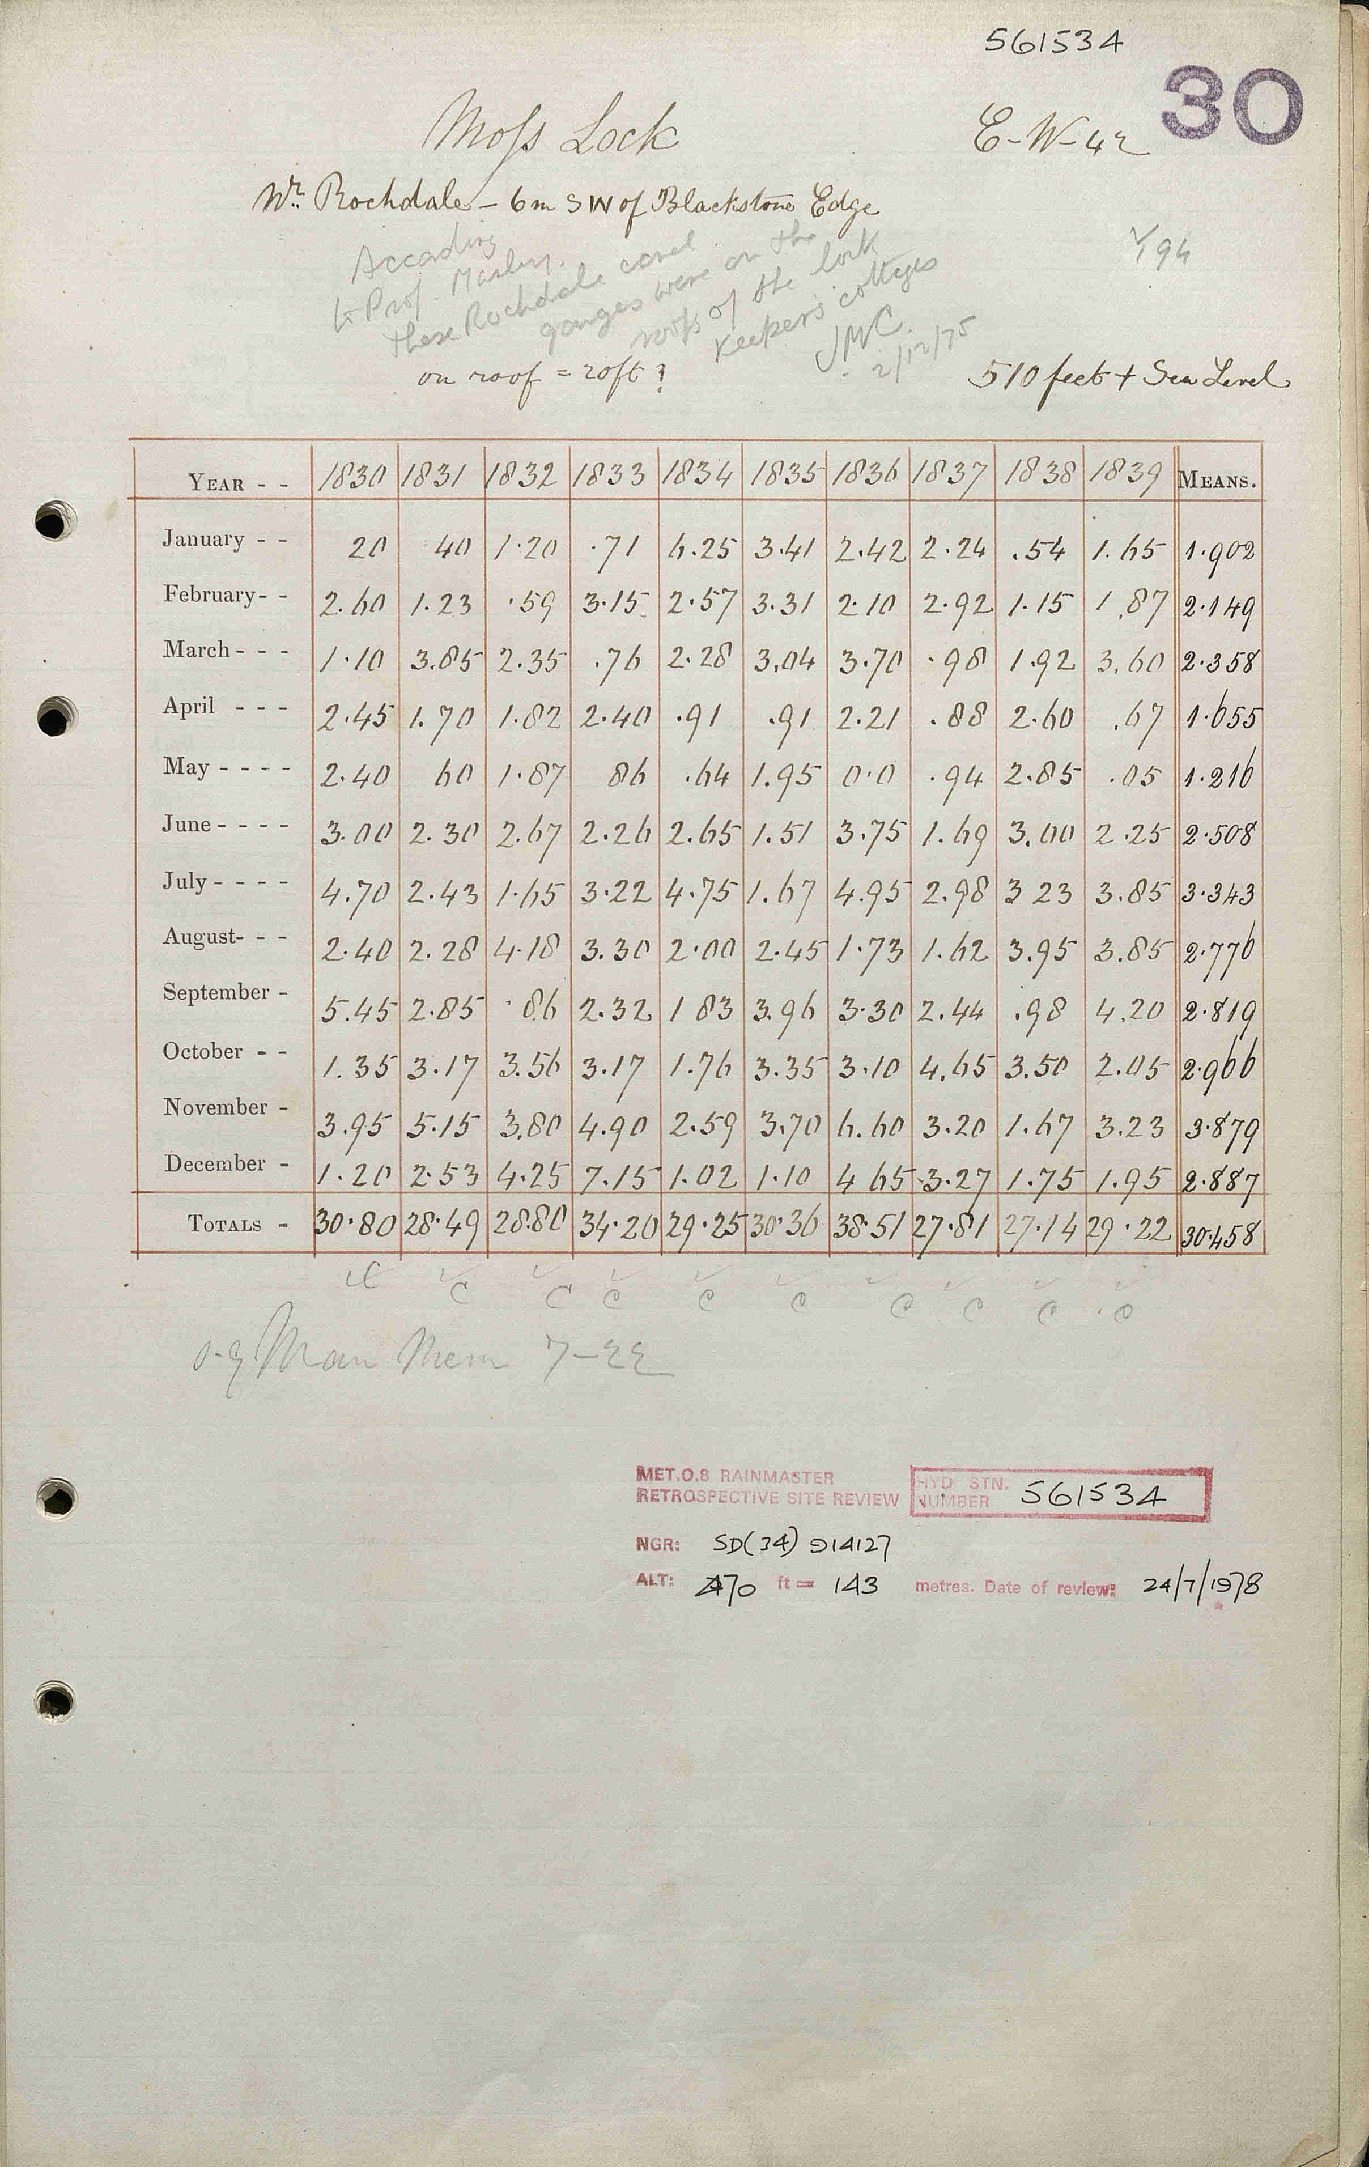 561534
30
Moss Lock
E-W-42
Nr. Rochdale - 6m SW of Blackstone Edge
√94
According
to Prof. Manley.
these Rochdale canal
gauges were on the
roofs of the lock
keepers cottages
JMC.
2/12/75
on roof = 20ft ?
510 feet + Sea Level
YEAR - - 1830 1831 1832 1833 1834 1835 1836 1837 1838 1839 MEANS.
January - - 20 40 1.20 .71 6.25 3.41 2.42 2.24 .54 1.65 1.902
February - - 2.60 1.23 .59 3.15 2.57 3.31 2.10 2.92 1.15 1.87 2.149
March - - - 1.10 3.85 2.35 .76 2.28 3.04 3.70 .98 1.92 3.60 2.358
April - - - 2.45 1.70 1.82 2.40 .91 .91 2.21 .88 2.60 .67 1.655
May - - - - 2.40 60 1.87 86 .64 1.95 0.0 .94 2.85 .05 1.216
June - - - - 3.00 2.30 2.67 2.26 2.65 1.51 3.75 1.69 3.00 2.25 2.508
July - - - - 4.70 2.43 1.65 3.22 4.75 1.67 4.95 2.98 3 23 3.85 3.343
August - - - 2.40 2.28 4.18 3.30 2.00 2.45 1.73 1.62 3.95 3.85 2.776
September - 5.45 2.85 .86 2.32 1 83 3.96 3.30 2.44 .98 4.20 2.819
October - - 1.35 3.17 3.56 3.17 1.76 3.35 3.10 4.65 3.50 2.05 2.966
November - 3.95 5.15 3.80 4.90 2.59 3.70 6.60 3.20 1.67 3.23 3.879
December - 1.20 2.53 4.25 7.15 1.02 1.10 4 65 3.27 1.75 1.95 2.887
TOTALS - 30.80 28.49 28.80 34.20 29.25 30.36 38.51 27.81 27.14 29.22 30.458
√C √C √C √C √C √C √C √C √C √C
Man Mem 7-22
MET.O.8 RAINMASTER
RETROSPECTIVE SITE REVIEW
HYD STN.
NUMBER 561534
NGR: SD(34) 914127
ALT: 470 ft = 143 metres. Date of review: 24/7/1978